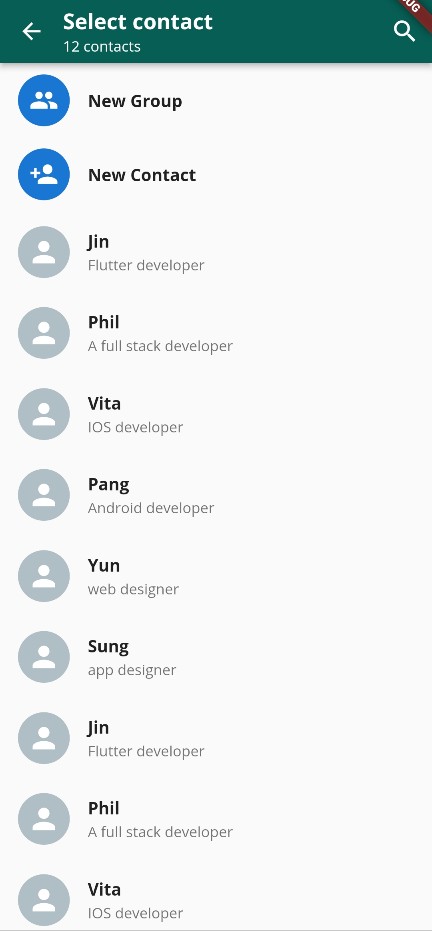 Select contact
12 contacts
New Group
New Contact
Jin
Flutter developer
Phil
A full stack developer
Vita
IOS developer
Pang
Android developer
Yun
web designer
Sung
app designer
Jin
Flutter developer
Phil
A full stack developer
Vita
IOS developer